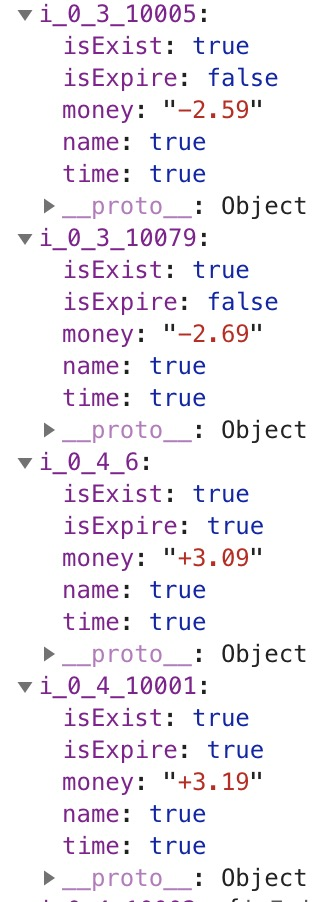 ▼ i_0_3_10005:
isExist: true
isExpire: false
money: "-2.59"
name: true
time: true
▶ __proto__: Object
▼ i_0_3_10079:
isExist: true
isExpire: false
money: "-2.69"
name: true
time: true
▶ __proto__: Object
▼ i_0_4_6:
isExist: true
isExpire: true
money: "+3.09"
name: true
time: true
▶ __proto__: Object
▼ i_0_4_10001:
isExist: true
isExpire: true
money: "+3.19"
name: true
time: true
▶ __proto__: Object